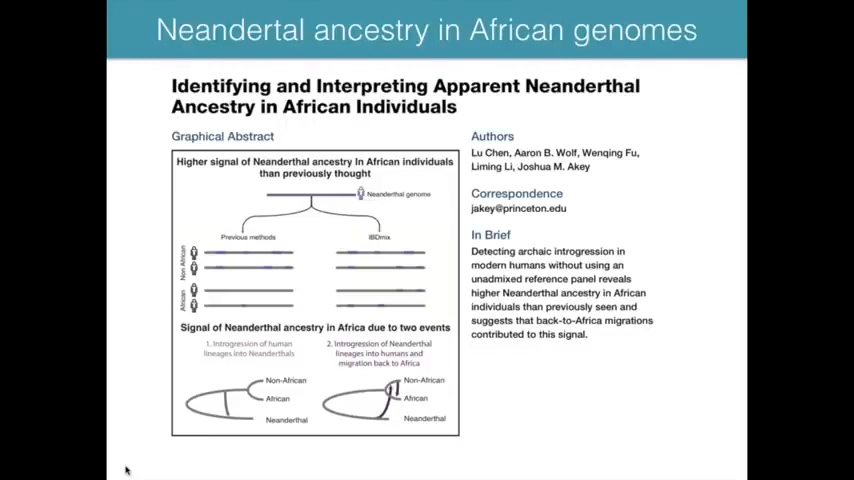 Neandertal ancestry in African genomes
Identifying and Interpreting Apparent Neanderthal
Ancestry in African Individuals
Graphical Abstract
Higher signal of Neanderthal ancestry In African individuals
than previously thought
Neanderthal genome
Previous methods
IBDmix
Non African
African
Signal of Neanderthal ancestry in Africa due to two events
1. Introgression of human
lineages into Neanderthals
2. Introgression of Neanderthal
lineages into humans and
migration back to Africa
Non-African
African
Neanderthal
Non-African
African
Neanderthal
Authors
Lu Chen, Aaron B. Wolf, Wenqing Fu,
Liming Li, Joshua M. Akey
Correspondence
jakey@princeton.edu
In Brief
Detecting archaic introgression in
modern humans without using an
unadmixed reference panel reveals
higher Neanderthal ancestry in African
individuals than previously seen and
suggests that back-to-Africa migrations
contributed to this signal.